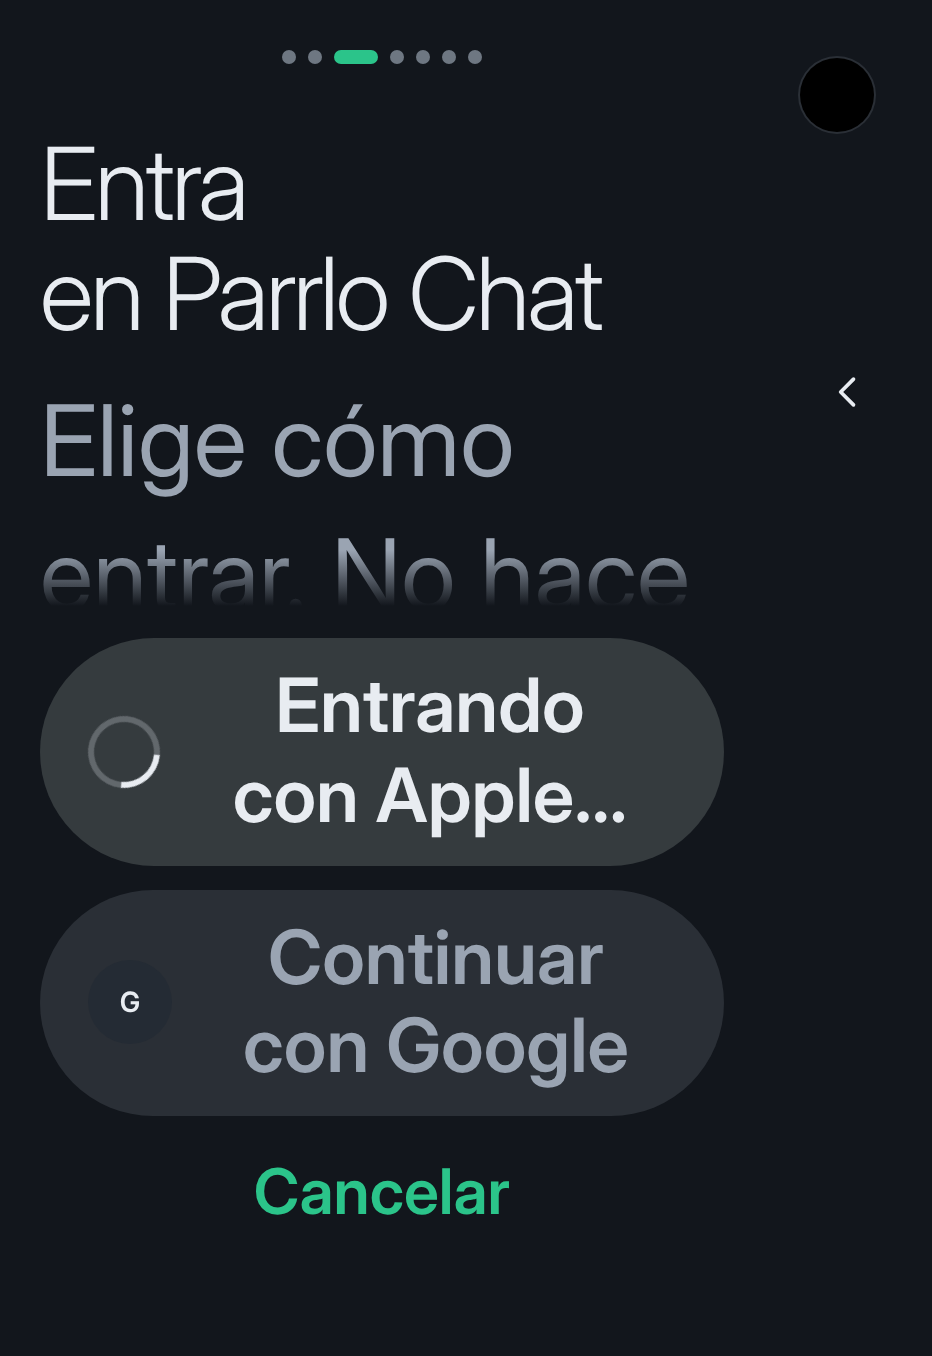 Entra
en Parrlo Chat
Elige cómo
entrar. No hace
Entrando
con Apple...
G
Continuar
con Google
Cancelar